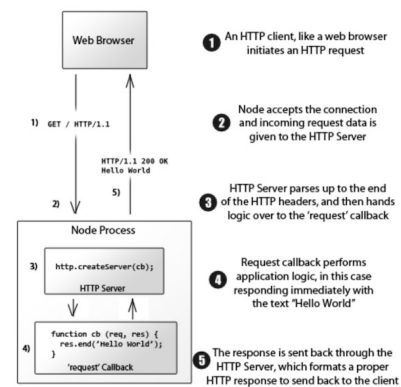 Web Browser
1) GET / HTTP/1.1
HTTP/1.1 200 OK
Hello World
5)
2)
Node Process
3) http.createServer(cb);
HTTP Server
4) function cb (req, res) {
res.end('Hello World');
}
'request' Callback
1 An HTTP client, like a web browser
initiates an HTTP request
2 Node accepts the connection
and incoming request data is
given to the HTTP Server
3 HTTP Server parses up to the end
of the HTTP headers, and then hands
logic over to the 'request' callback
4 Request callback performs
application logic, in this case
responding immediately with
the text "Hello World"
5 The response is sent back through the
HTTP Server, which formats a proper
HTTP response to send back to the client